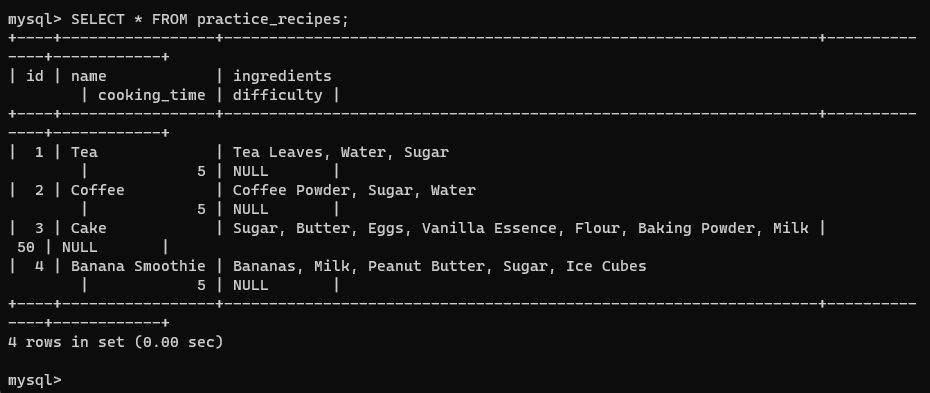 mysql> SELECT * FROM practice_recipes;
+----+-----------------+------------------------------------------------------------------+----------
----+------------+
| id | name            | ingredients
        | cooking_time | difficulty |
+----+-----------------+------------------------------------------------------------------+----------
----+------------+
|  1 | Tea             | Tea Leaves, Water, Sugar
        |            5 | NULL       |
|  2 | Coffee          | Coffee Powder, Sugar, Water
        |            5 | NULL       |
|  3 | Cake            | Sugar, Butter, Eggs, Vanilla Essence, Flour, Baking Powder, Milk |
 50 | NULL       |
|  4 | Banana Smoothie | Bananas, Milk, Peanut Butter, Sugar, Ice Cubes
        |            5 | NULL       |
+----+-----------------+------------------------------------------------------------------+----------
----+------------+
4 rows in set (0.00 sec)
mysql>